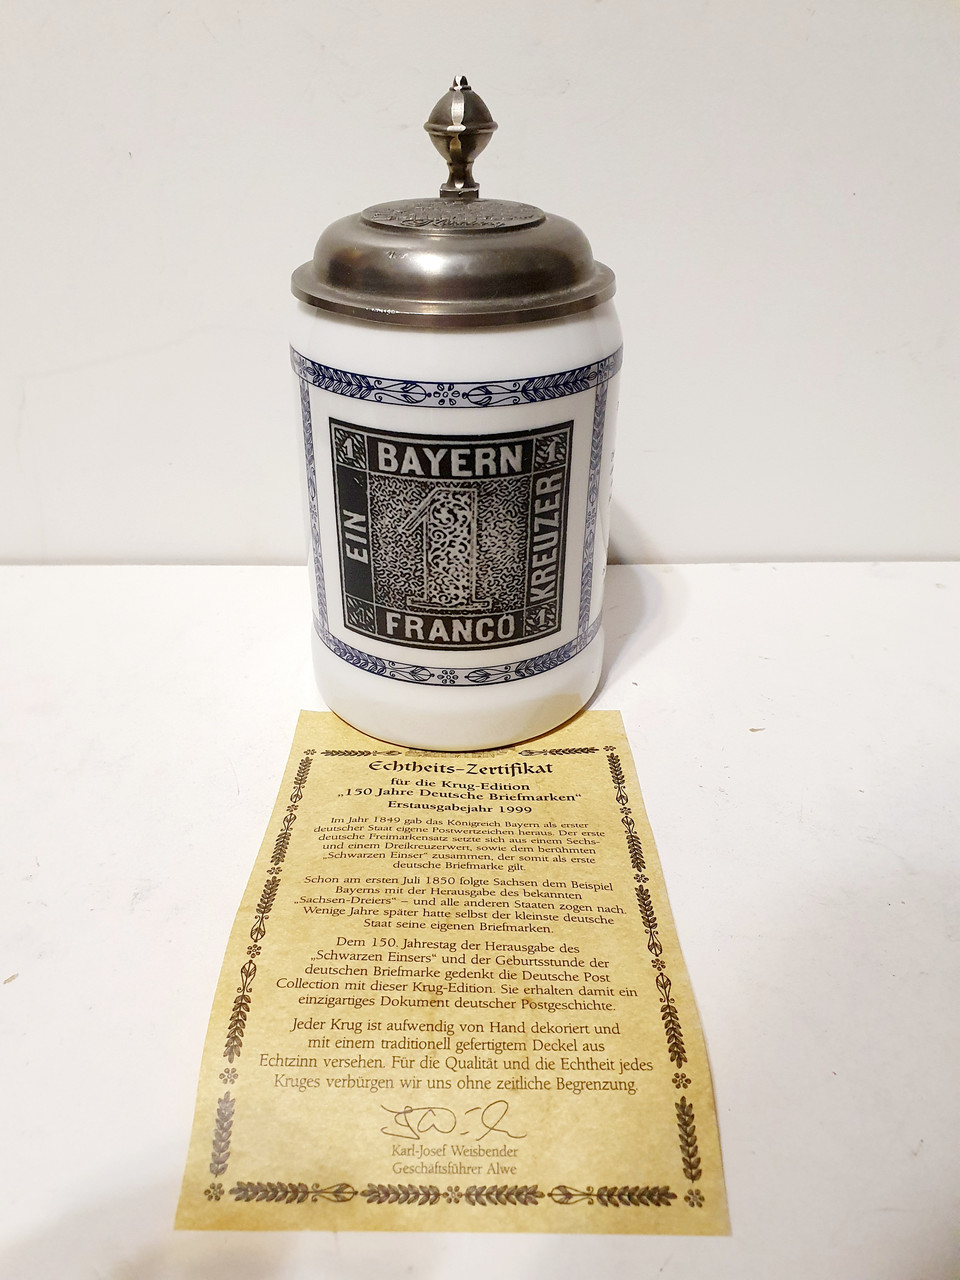 1 BAYERN 1
EIN
1
KREUZER
FRANCO 1
Echtheits-Zertifikat
für die Krug-Edition
„150 Jahre Deutsche Briefmarken“
Erstausgabejahr 1999
Im Jahr 1849 gab das Königreich Bayern als erster
deutscher Staat eigene Postwertzeichen heraus. Der erste
deutsche Freimarkensatz setzte sich aus einem Sechs-
und einem Dreikreuzerwert, sowie dem berühmten
„Schwarzen Einser“ zusammen, der somit als erste
deutsche Briefmarke gilt.
Schon am ersten Juli 1850 folgte Sachsen dem Beispiel
Bayerns mit der Herausgabe des bekannten
„Sachsen-Dreiers“ – und alle anderen Staaten zogen nach.
Wenige Jahre später hatte selbst der kleinste deutsche
Staat seine eigenen Briefmarken.
Dem 150. Jahrestag der Herausgabe des
„Schwarzen Einsers“ und der Geburtsstunde der
deutschen Briefmarke gedenkt die Deutsche Post
Collection mit dieser Krug-Edition. Sie erhalten damit ein
einzigartiges Dokument deutscher Postgeschichte.
Jeder Krug ist aufwendig von Hand dekoriert und
mit einem traditionell gefertigtem Deckel aus
Echtzinn versehen. Für die Qualität und die Echtheit jedes
Kruges verbürgen wir uns ohne zeitliche Begrenzung.
Karl-Josef Weisbender
Geschäftsführer Alwe